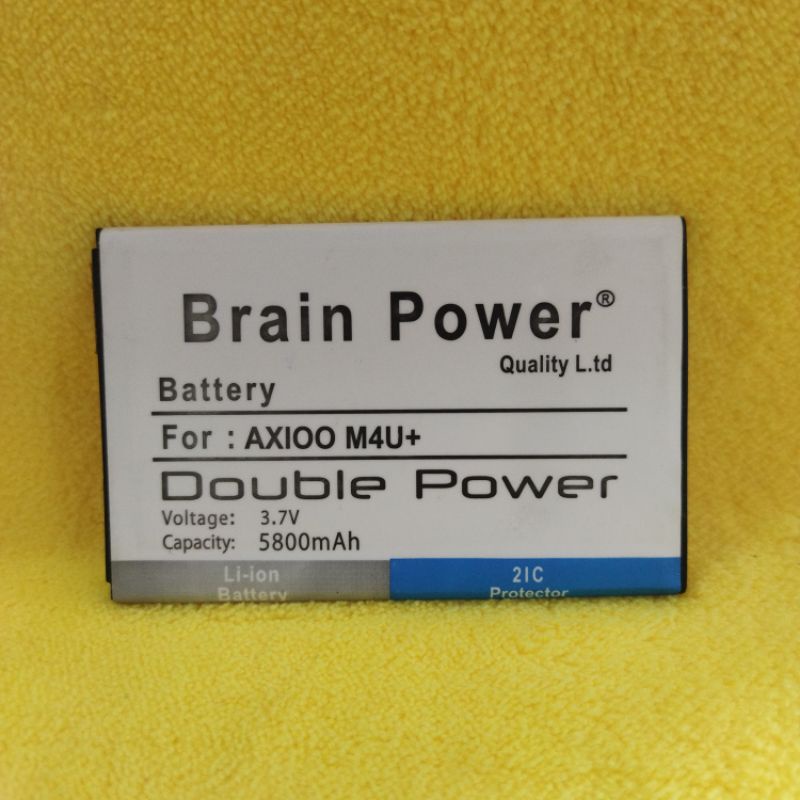 Brain Power®
Quality L.td
Battery
For : AXIOO M4U+
Double Power
Voltage: 3.7V
Capacity: 5800mAh
Li-ion 2IC
Battery Protector